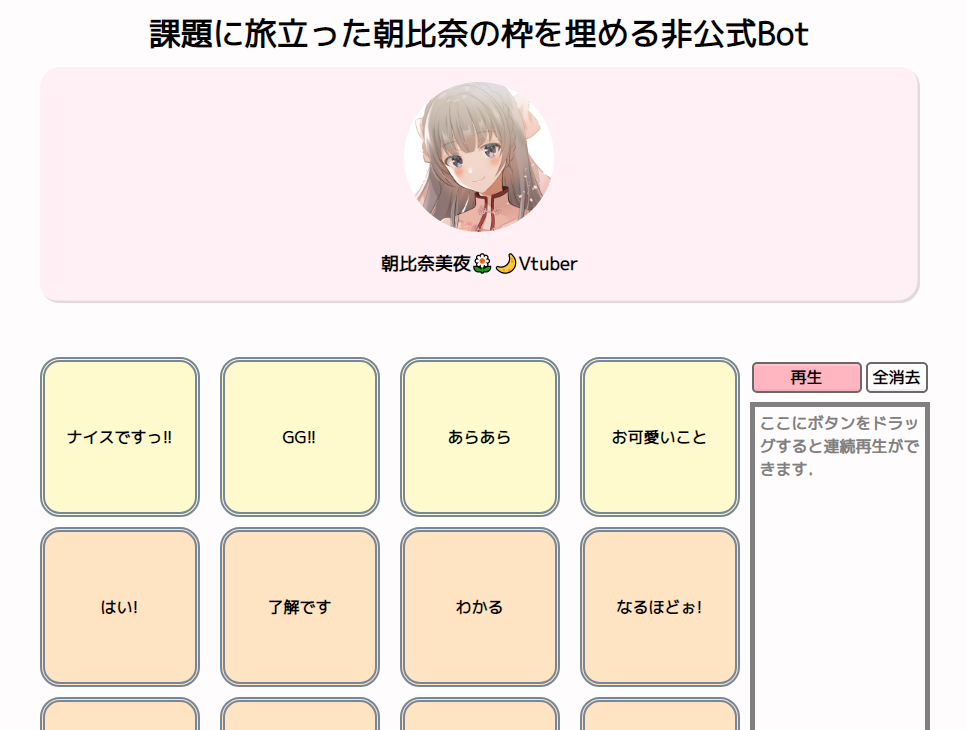 課題に旅立った朝比奈の枠を埋める非公式Bot
朝比奈美夜🌼🌙Vtuber
ナイスですっ!!
GG!!
あらあら
お可愛いこと
再生
全消去
ここにボタンをドラッ
グすると連続再生がで
きます.
はい!
了解です
わかる
なるほどぉ!